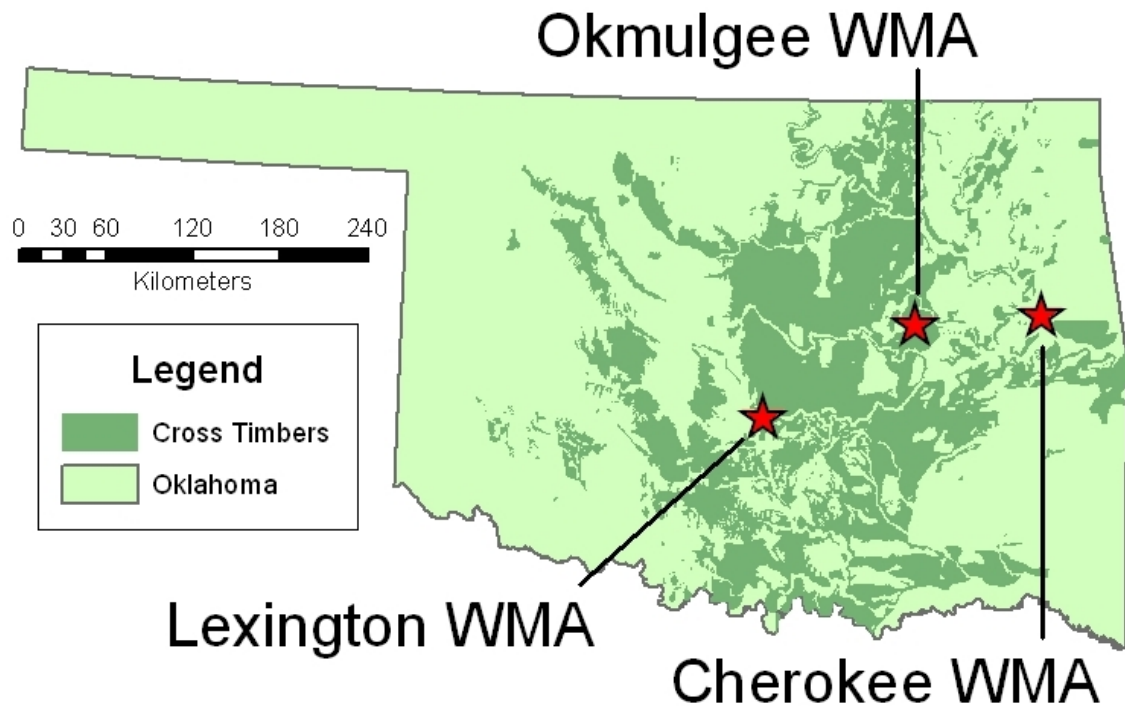 Okmulgee WMA
0 30 60 120 180 240
Kilometers
Legend
Cross Timbers
Oklahoma
Lexington WMA
Cherokee WMA